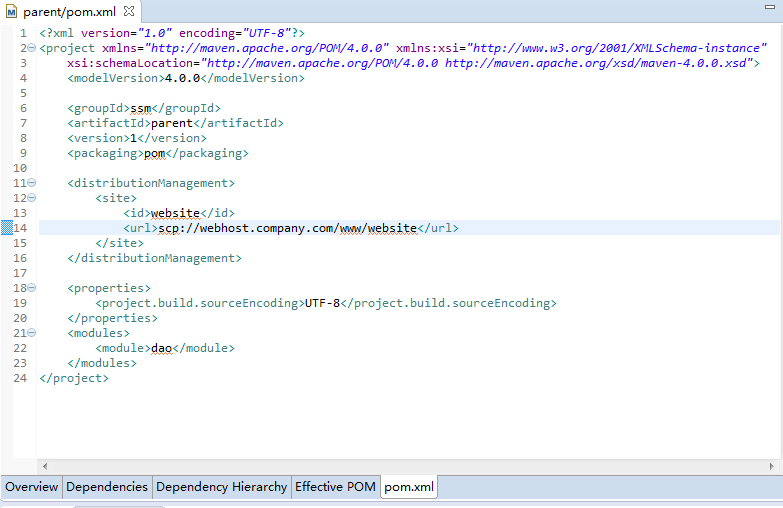 parent/pom.xml
1 <?xml version="1.0" encoding="UTF-8"?>
2 <project xmlns="http://maven.apache.org/POM/4.0.0" xmlns:xsi="http://www.w3.org/2001/XMLSchema-instance"
3     xsi:schemaLocation="http://maven.apache.org/POM/4.0.0 http://maven.apache.org/xsd/maven-4.0.0.xsd">
4     <modelVersion>4.0.0</modelVersion>
5
6     <groupId>ssm</groupId>
7     <artifactId>parent</artifactId>
8     <version>1</version>
9     <packaging>pom</packaging>
10
11     <distributionManagement>
12         <site>
13             <id>website</id>
14             <url>scp://webhost.company.com/www/website</url>
15         </site>
16     </distributionManagement>
17
18     <properties>
19         <project.build.sourceEncoding>UTF-8</project.build.sourceEncoding>
20     </properties>
21     <modules>
22         <module>dao</module>
23     </modules>
24 </project>
Overview Dependencies Dependency Hierarchy Effective POM pom.xml